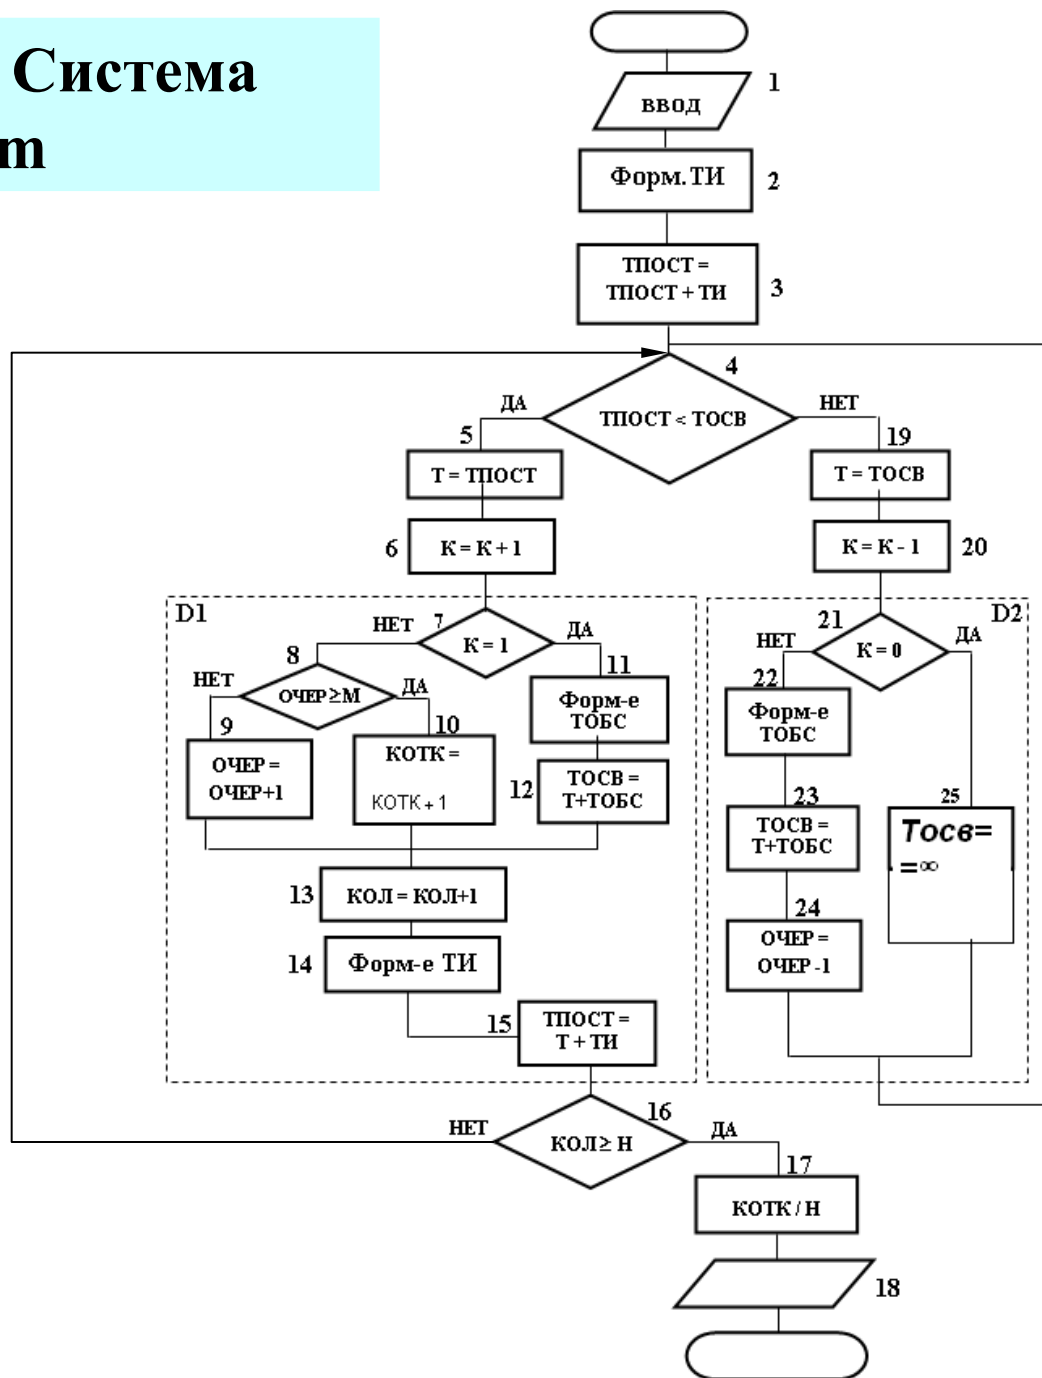 Система
m
1
ввод
Форм.ТИ
2
ТПОСТ =
ТПОСТ + ТИ
3
4
ДА
НЕТ
ТПОСТ < ТОСВ
5
19
Т = ТПОСТ
Т = ТОСВ
6
К = К + 1
К = К - 1
20
D1
D2
7
21
НЕТ
ДА
К = 1
НЕТ
ДА
К = 0
8
11
22
НЕТ
ДА
ОЧЕР ≥М
Форм-е
ТОБС
Форм-е
ТОБС
9
10
ОЧЕР =
ОЧЕР+1
КОТК =
КОТК + 1
12
ТОСВ =
Т+ТОБС
23
ТОСВ =
Т+ТОБС
25
Тосв=
=∞
13
КОЛ = КОЛ+1
24
ОЧЕР =
ОЧЕР -1
14
Форм-е ТИ
15
ТПОСТ =
Т + ТИ
16
НЕТ
ДА
КОЛ ≥ Н
17
КОТК / Н
18